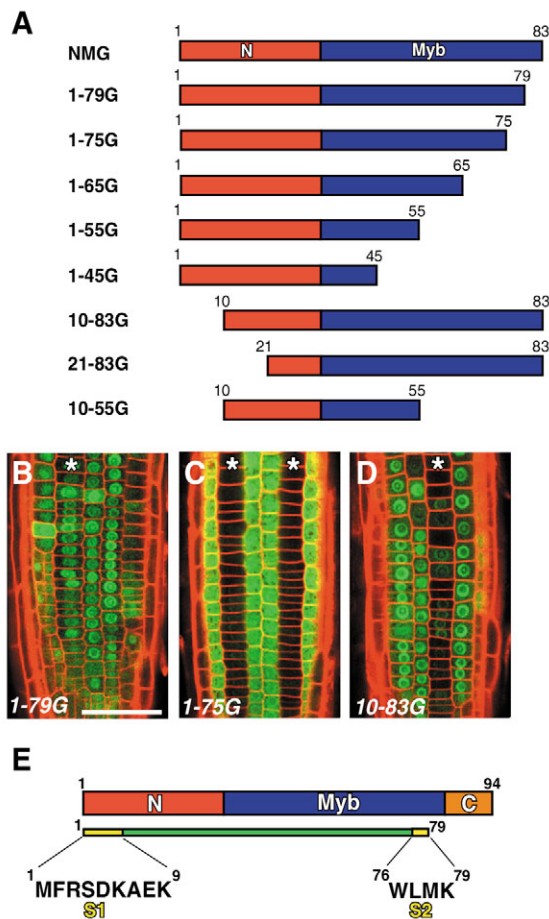 A
1 83
NMG N Myb
1 79
1-79G
1 75
1-75G
1 65
1-65G
1 55
1-55G
1 45
1-45G
10 83
10-83G
21 83
21-83G
10 55
10-55G
B * C * * D *
1-79G 1-75G 10-83G
E
1 94
N Myb C
1 79
1 9 76 79
MFRSDKAEK WLMK
S1 S2